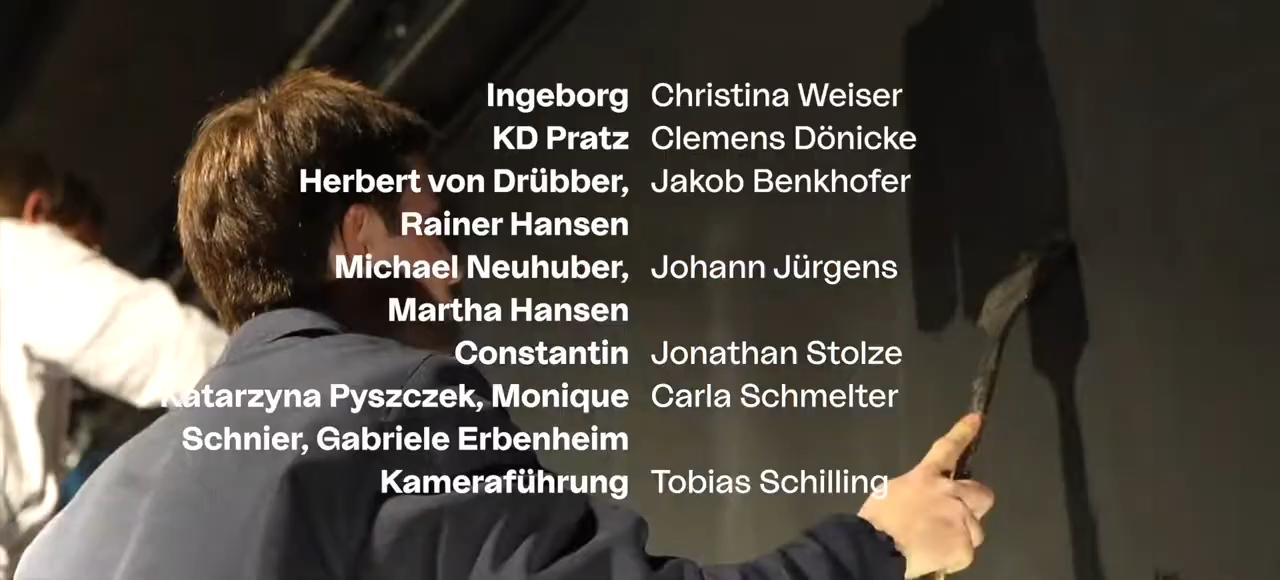 Ingeborg Christina Weiser
KD Pratz Clemens Dönicke
Herbert von Drübber, Jakob Benkhofer
Rainer Hansen
Michael Neuhuber, Johann Jürgens
Martha Hansen
Constantin Jonathan Stolze
Katarzyna Pyszczek, Monique Carla Schmelter
Schnier, Gabriele Erbenheim
Kameraführung Tobias Schilling